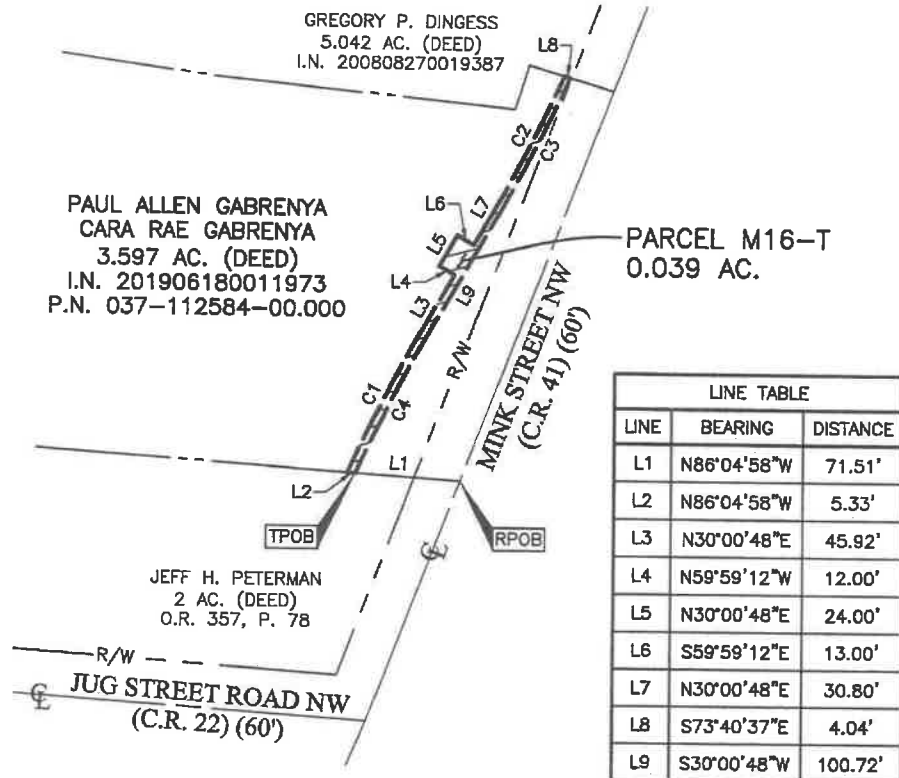 GREGORY P. DINGESS
5.042 AC. (DEED)
I.N. 200808270019387
L8
C2
C3
L7
L6
L5
L4
L3
L9
C1
C4
L1
L2
R/W
PAUL ALLEN GABRENYA
CARA RAE GABRENYA
3.597 AC. (DEED)
I.N. 201906180011973
P.N. 037-112584-00.000
PARCEL M16-T
0.039 AC.
MINK STREET NW
(C.R. 41) (60')
TPOB
RPOB
CL
JEFF H. PETERMAN
2 AC. (DEED)
O.R. 357, P. 78
R/W
CL
JUG STREET ROAD NW
(C.R. 22) (60')
LINE TABLE
LINE BEARING DISTANCE
L1 N86°04'58"W 71.51'
L2 N86°04'58"W 5.33'
L3 N30°00'48"E 45.92'
L4 N59°59'12"W 12.00'
L5 N30°00'48"E 24.00'
L6 S59°59'12"E 13.00'
L7 N30°00'48"E 30.80'
L8 S73°40'37"E 4.04'
L9 S30°00'48"W 100.72'